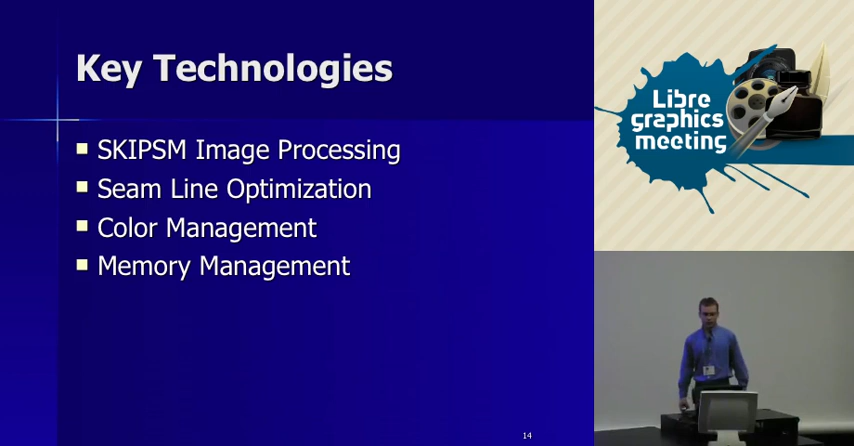 Key Technologies
SKIPSM Image Processing
Seam Line Optimization
Color Management
Memory Management
14
Libre
graphics
meeting